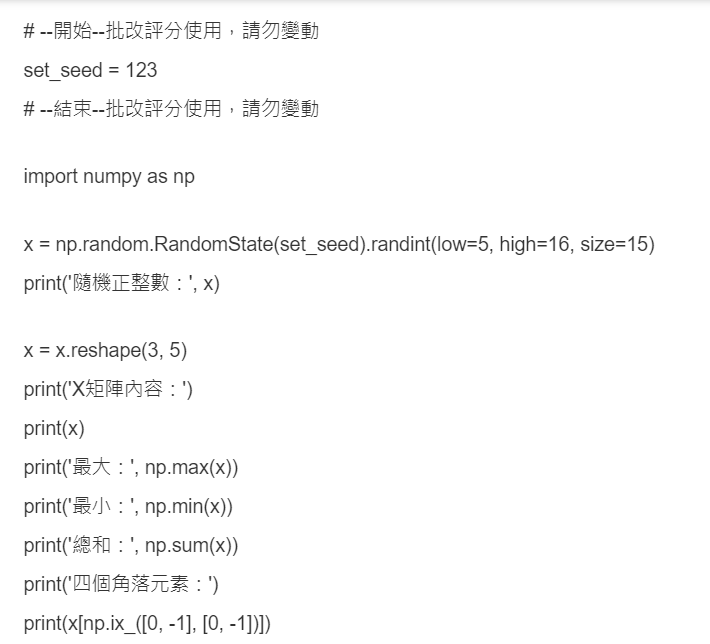 # --開始--批改評分使用，請勿變動
set_seed = 123
# --結束--批改評分使用，請勿變動
import numpy as np
x = np.random.RandomState(set_seed).randint(low=5, high=16, size=15)
print('隨機正整數：', x)
x = x.reshape(3, 5)
print('X矩陣內容：')
print(x)
print('最大：', np.max(x))
print('最小：', np.min(x))
print('總和：', np.sum(x))
print('四個角落元素：')
print(x[np.ix_([0, -1], [0, -1])])